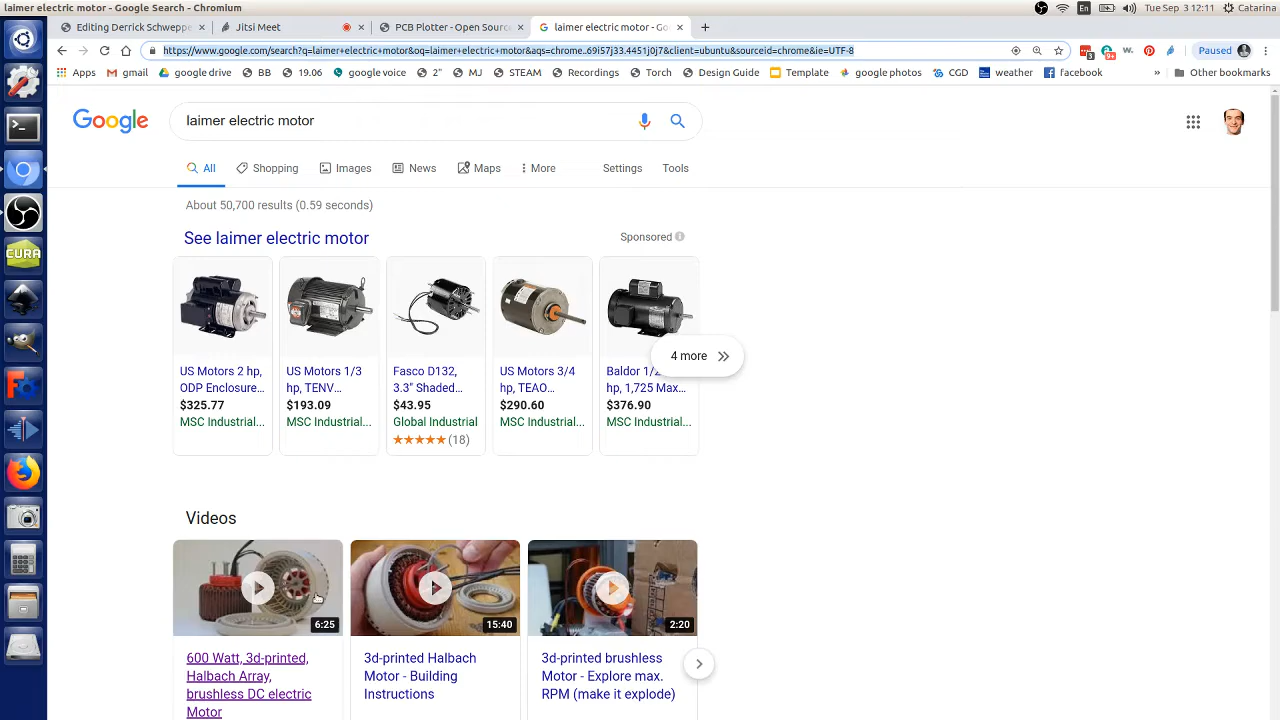 laimer electric motor - Google Search - Chromium
En
Tue Sep 3 12:11
Catarina
Editing Derrick Schweppe
Jitsi Meet
PCB Plotter - Open Source
laimer electric motor - Go
https://www.google.com/search?q=laimer+electric+motor&oq=laimer+electric+motor&aqs=chrome..69i57j33.4451j0j7&client=ubuntu&sourceid=chrome&ie=UTF-8
Paused
Apps
gmail
google drive
BB
19.06
google voice
2"
MJ
STEAM
Recordings
Torch
Design Guide
Template
google photos
CGD
weather
facebook
»
Other bookmarks
Google
laimer electric motor
All
Shopping
Images
News
Maps
More
Settings
Tools
About 50,700 results (0.59 seconds)
See laimer electric motor
Sponsored
US Motors 2 hp,
ODP Enclosure...
$325.77
MSC Industrial...
US Motors 1/3
hp, TENV...
$193.09
MSC Industrial...
Fasco D132,
3.3" Shaded...
$43.95
Global Industrial
(18)
US Motors 3/4
hp, TEAO...
$290.60
MSC Industrial...
Baldor 1/2
hp, 1,725 Max...
$376.90
MSC Industrial...
4 more
Videos
6:25
15:40
2:20
600 Watt, 3d-printed,
Halbach Array,
brushless DC electric
Motor
3d-printed Halbach
Motor - Building
Instructions
3d-printed brushless
Motor - Explore max.
RPM (make it explode)
CURA